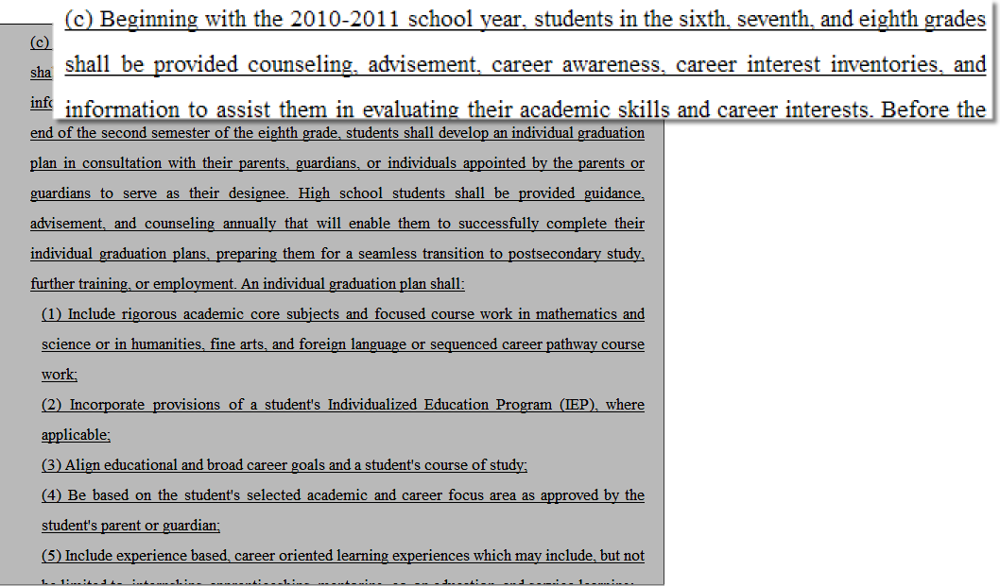 (c) Beginning with the 2010-2011 school year, students in the sixth, seventh, and eighth grades
shall be provided counseling, advisement, career awareness, career interest inventories, and
information to assist them in evaluating their academic skills and career interests. Before the
(c)
sha
info
end of the second semester of the eighth grade, students shall develop an individual graduation
plan in consultation with their parents, guardians, or individuals appointed by the parents or
guardians to serve as their designee. High school students shall be provided guidance,
advisement, and counseling annually that will enable them to successfully complete their
individual graduation plans, preparing them for a seamless transition to postsecondary study,
further training, or employment. An individual graduation plan shall:
(1) Include rigorous academic core subjects and focused course work in mathematics and
science or in humanities, fine arts, and foreign language or sequenced career pathway course
work;
(2) Incorporate provisions of a student's Individualized Education Program (IEP), where
applicable;
(3) Align educational and broad career goals and a student's course of study;
(4) Be based on the student's selected academic and career focus area as approved by the
student's parent or guardian;
(5) Include experience based, career oriented learning experiences which may include, but not